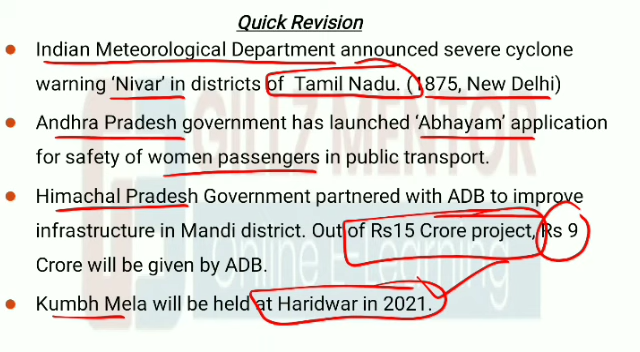 Quick Revision
• Indian Meteorological Department announced severe cyclone
warning ‘Nivar’ in districts of Tamil Nadu. (1875, New Delhi)
• Andhra Pradesh government has launched ‘Abhayam’ application
for safety of women passengers in public transport.
• Himachal Pradesh Government partnered with ADB to improve
infrastructure in Mandi district. Out of Rs15 Crore project, Rs 9
Crore will be given by ADB.
• Kumbh Mela will be held at Haridwar in 2021.
MENTOR
Online E-learning